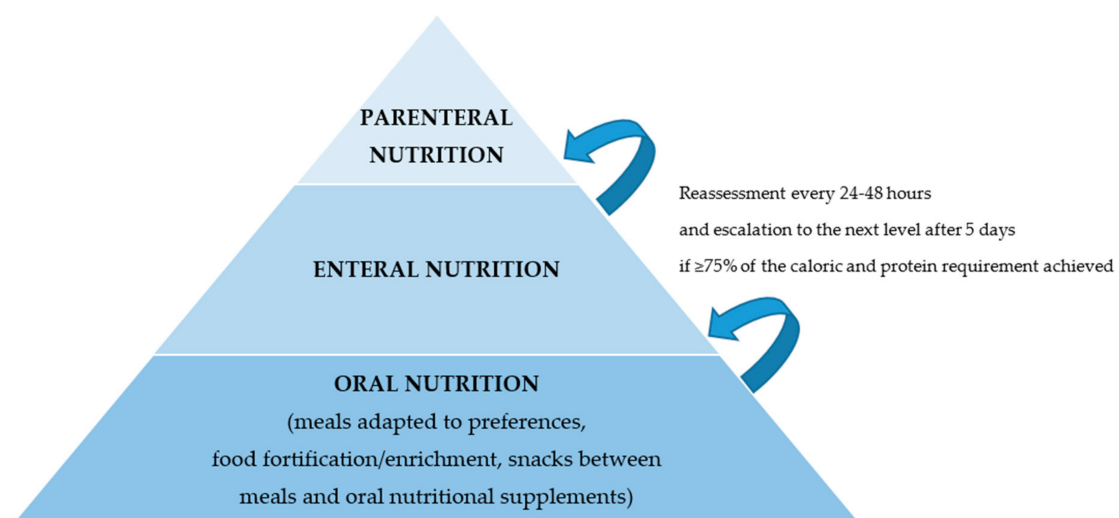 PARENTERAL
NUTRITION
Reassessment every 24-48 hours
and escalation to the next level after 5 days
if ≥75% of the caloric and protein requirement achieved
ENTERAL NUTRITION
ORAL NUTRITION
(meals adapted to preferences,
food fortification/enrichment, snacks between
meals and oral nutritional supplements)